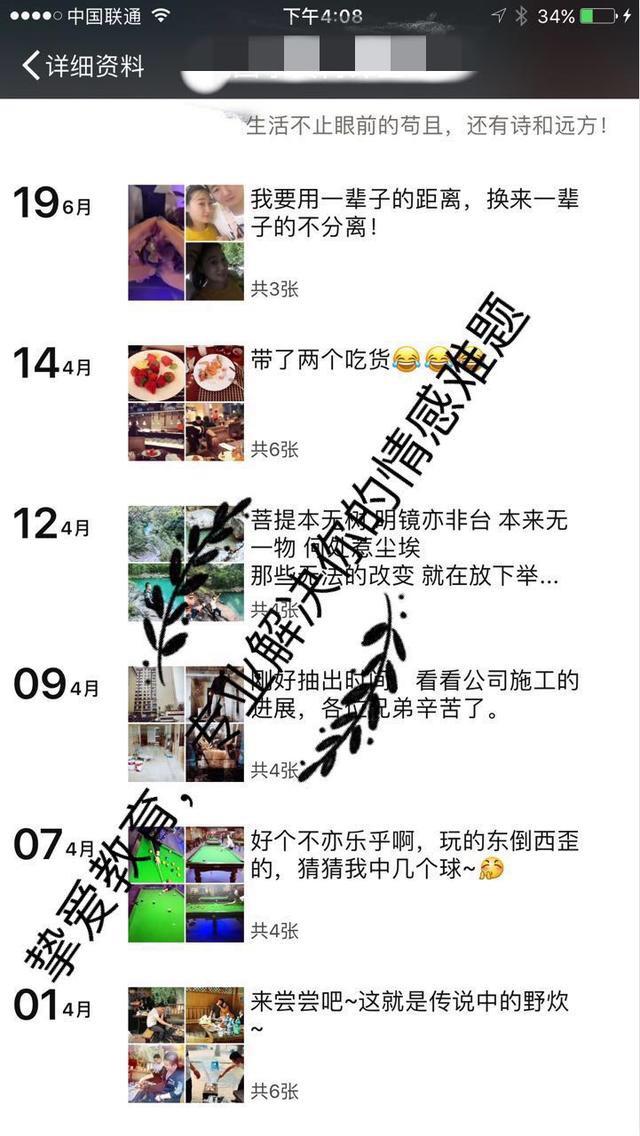 中国联通
下午4:08
34%
详细资料
生活不止眼前的苟且，还有诗和远方！
19 6月
我要用一辈子的距离，换来一辈
子的不分离！
共3张
14 4月
带了两个吃货😂😂😂
共6张
12 4月
菩提本无树 明镜亦非台 本来无
一物 何处惹尘埃
那些无法的改变 就在放下举...
共4张
09 4月
刚好抽出时间，看看公司施工的
进展，各位兄弟辛苦了。
共4张
07 4月
好个不亦乐乎啊，玩的东倒西歪
的，猜猜我中几个球~🤭
共4张
01 4月
来尝尝吧~这就是传说中的野炊
~
共6张
挚爱教育，专业解决你的情感难题